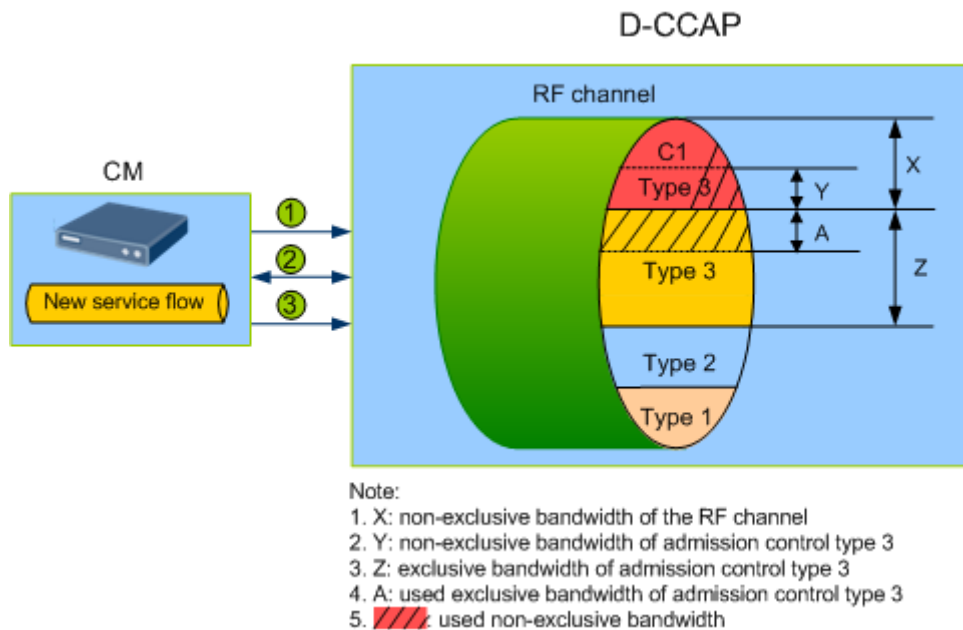 D-CCAP
RF channel
CM
C1
X
Type 3
Y
1
A
2
Type 3
Z
New service flow
3
Type 2
Type 1
Note:
1. X: non-exclusive bandwidth of the RF channel
2. Y: non-exclusive bandwidth of admission control type 3
3. Z: exclusive bandwidth of admission control type 3
4. A: used exclusive bandwidth of admission control type 3
5. : used non-exclusive bandwidth